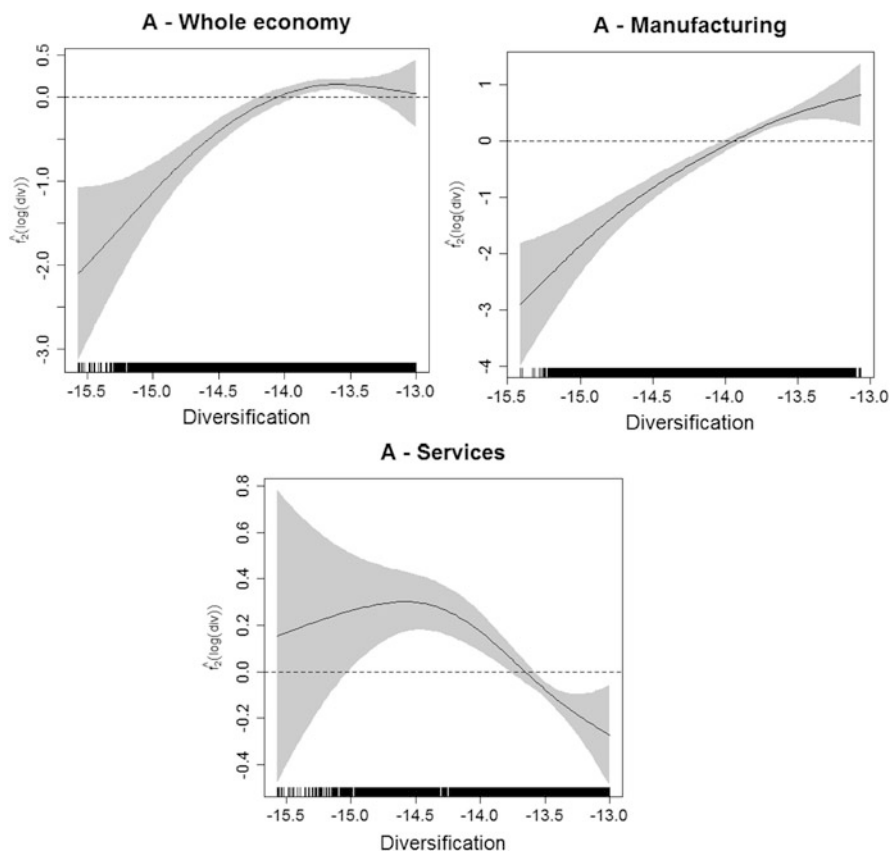 A - Whole economy
0.5
0.0
-1.0
-2.0
-3.0
f̂₂(log(div))
-15.5 -15.0 -14.5 -14.0 -13.5 -13.0
Diversification
A - Manufacturing
1
0
-1
-2
-3
-4
f̂₂(log(div))
-15.5 -15.0 -14.5 -14.0 -13.5 -13.0
Diversification
A - Services
0.8
0.6
0.4
0.2
0.0
-0.2
-0.4
f̂₂(log(div))
-15.5 -15.0 -14.5 -14.0 -13.5 -13.0
Diversification